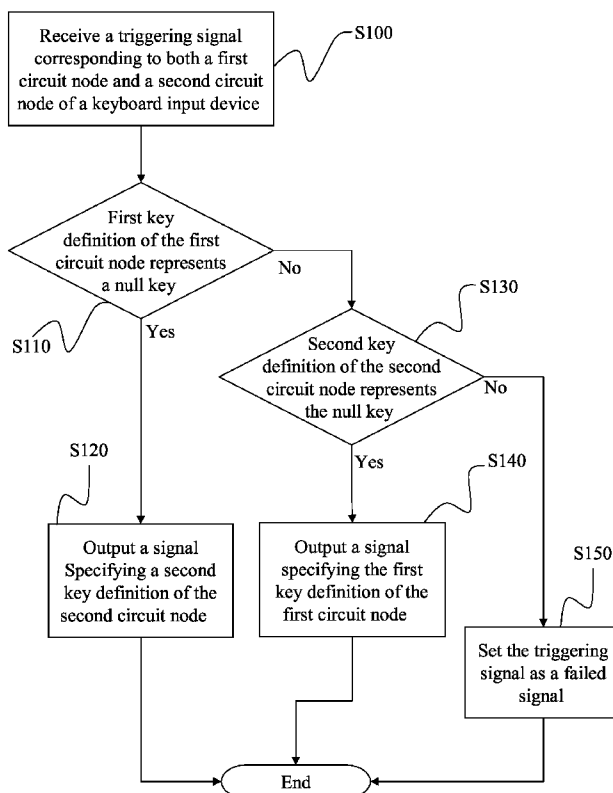 Receive a triggering signal
corresponding to both a first
circuit node and a second circuit
node of a keyboard input device
S100
First key
definition of the first
circuit node represents
a null key
No
S110
Yes
S130
Second key
definition of the second
circuit node represents
the null key
No
Yes
S120
S140
Output a signal
Specifying a second
key definition of the
second circuit node
Output a signal
specifying the first
key definition of the
first circuit node
S150
Set the triggering
signal as a failed
signal
End